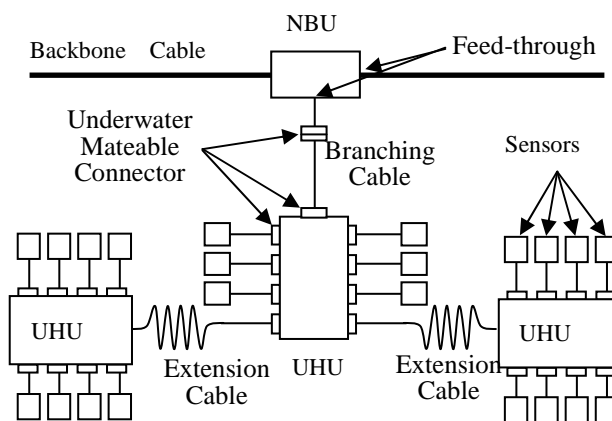 NBU
Backbone Cable
Feed-through
Underwater
Mateable
Connector
Branching
Cable
Sensors
UHU
Extension
Cable
UHU
Extension
Cable
UHU